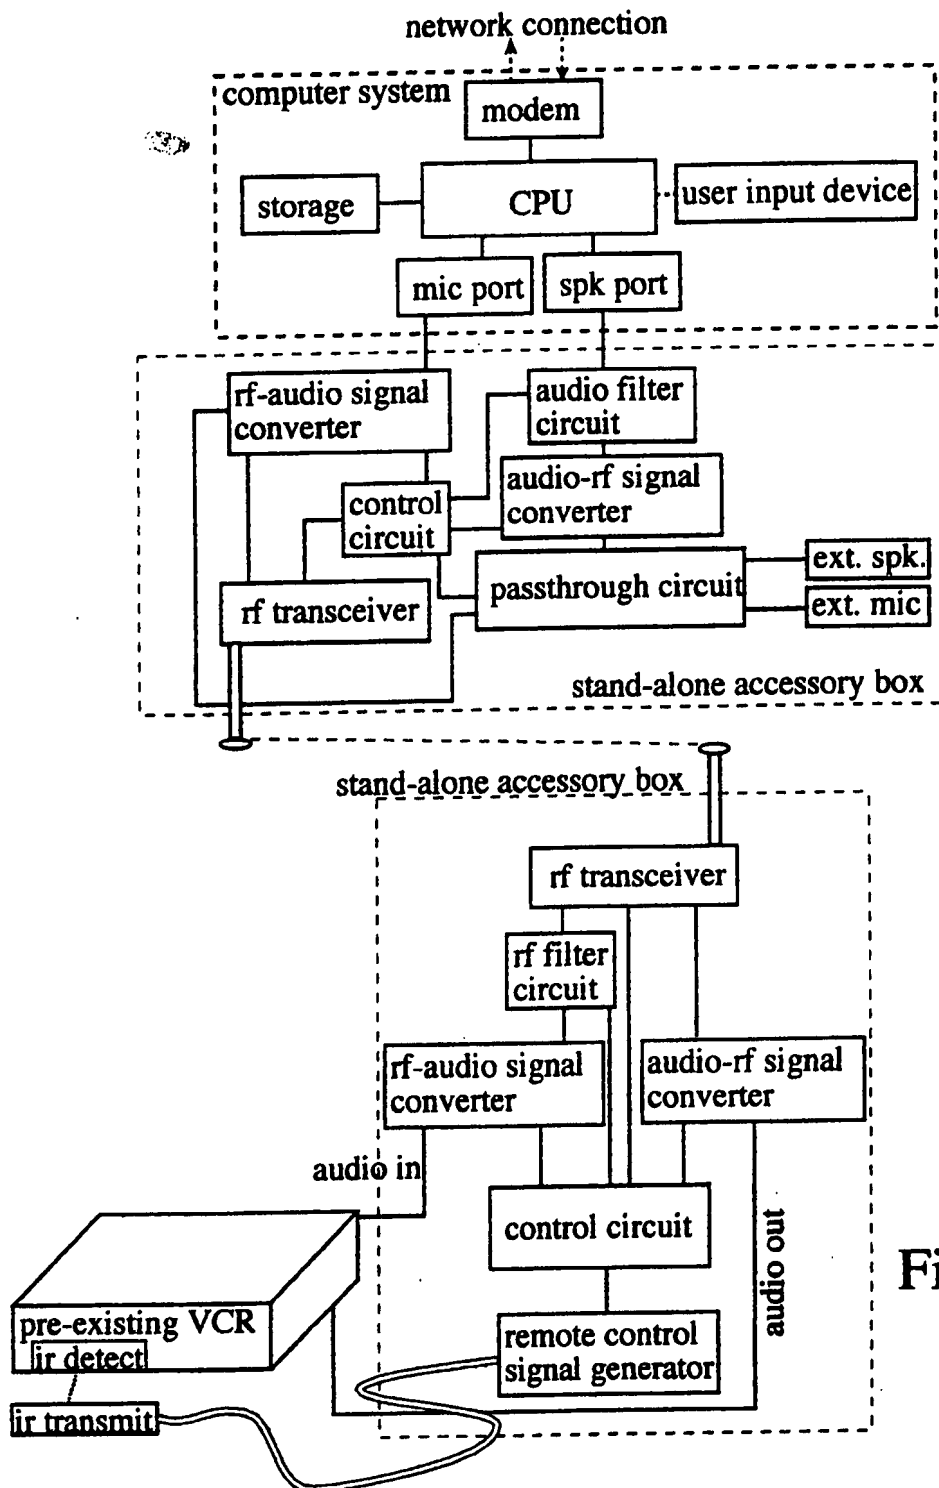 network connection
computer system
modem
storage
CPU
user input device
mic port
spk port
rf-audio signal
converter
audio filter
circuit
audio-rf signal
converter
control
circuit
passthrough circuit
ext. spk.
ext. mic
rf transceiver
stand-alone accessory box
stand-alone accessory box
rf transceiver
rf filter
circuit
rf-audio signal
converter
audio-rf signal
converter
audio in
control circuit
audio out
remote control
signal generator
pre-existing VCR
ir detect
ir transmit
Fi